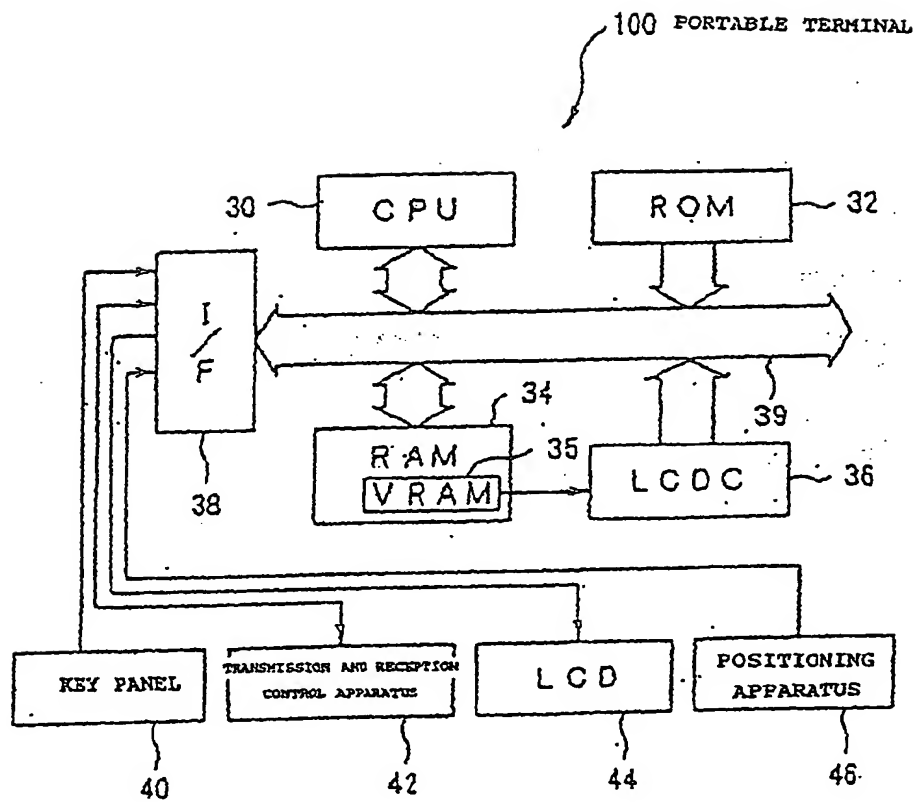 100 PORTABLE TERMINAL
30
CPU
ROM
32
I/F
38
39
34
RAM
35
VRAM
LCDC
36
KEY PANEL
40
TRANSMISSION AND RECEPTION
CONTROL APPARATUS
42
LCD
44
POSITIONING
APPARATUS
46